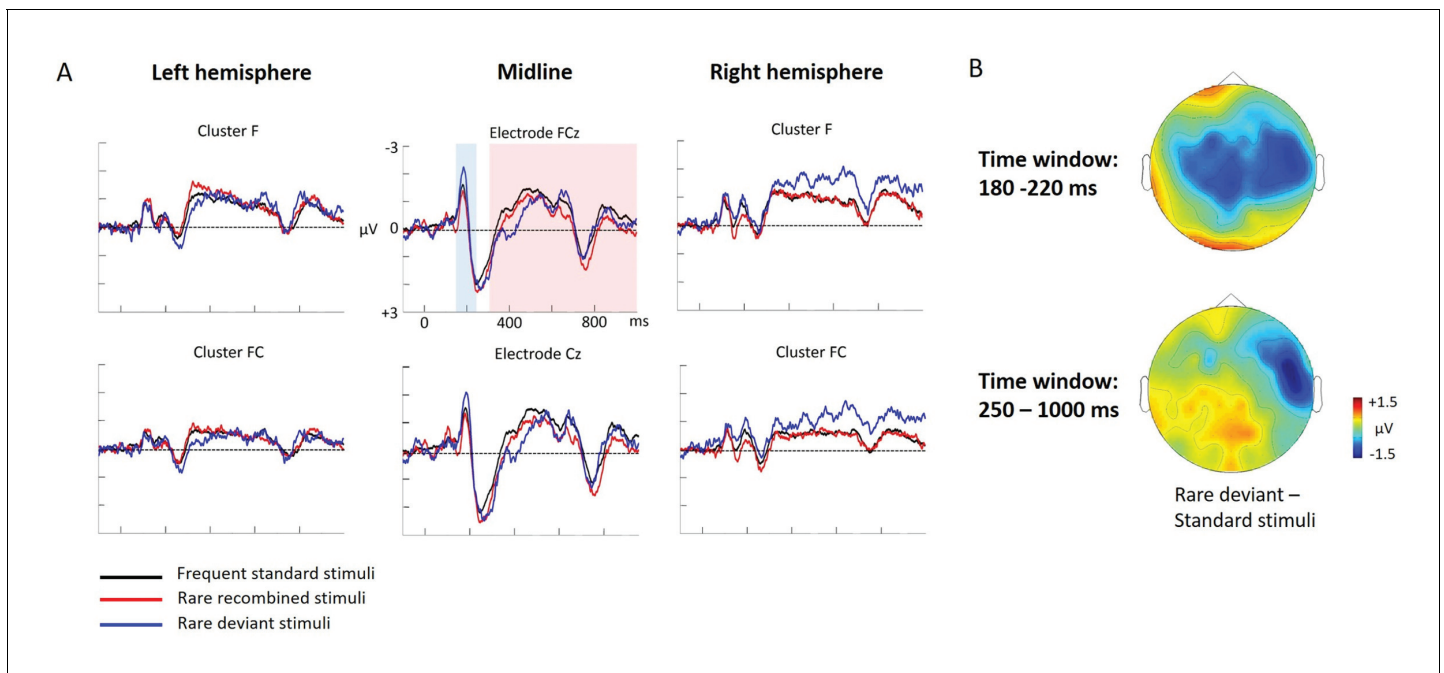 A
Left hemisphere
Midline
Right hemisphere
Cluster F
Electrode FCz
Cluster F
-3
μV
0
+3
0
400
800
ms
Cluster FC
Electrode Cz
Cluster FC
Frequent standard stimuli
Rare recombined stimuli
Rare deviant stimuli
B
Time window:
180 -220 ms
Time window:
250 – 1000 ms
+1.5
μV
-1.5
Rare deviant –
Standard stimuli